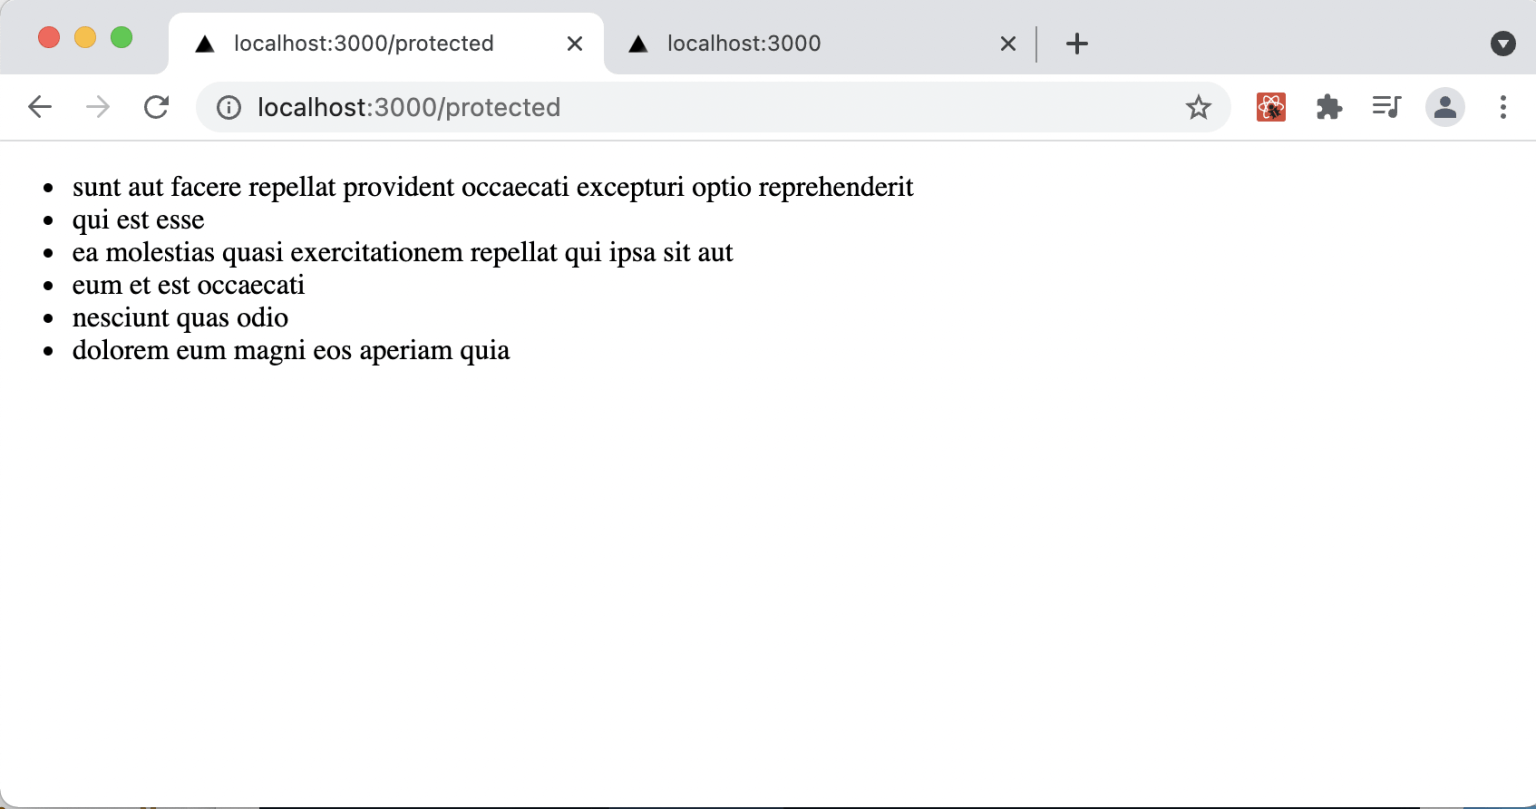 localhost:3000/protected
localhost:3000
localhost:3000/protected
sunt aut facere repellat provident occaecati excepturi optio reprehenderit
qui est esse
ea molestias quasi exercitationem repellat qui ipsa sit aut
eum et est occaecati
nesciunt quas odio
dolorem eum magni eos aperiam quia